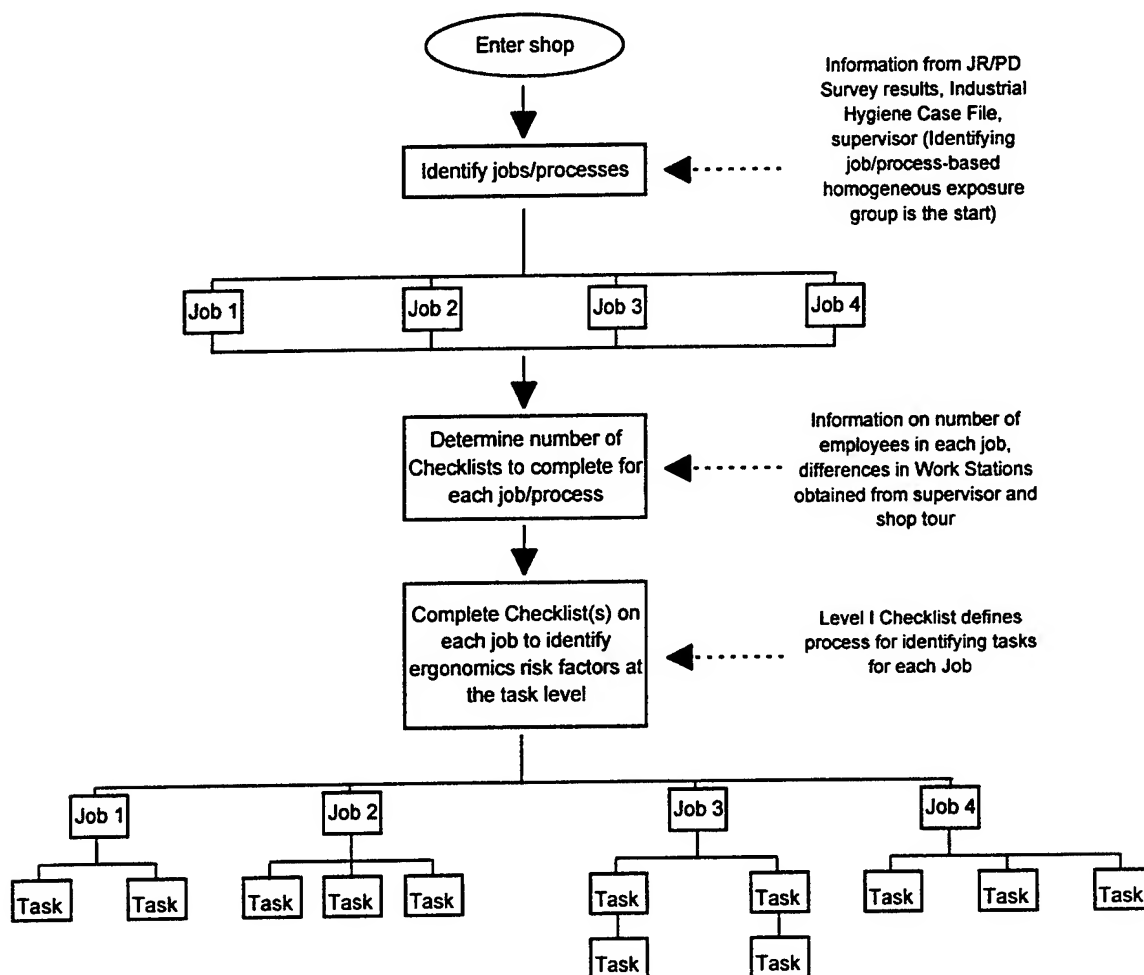 Enter shop
Information from JR/PD
Survey results, Industrial
Hygiene Case File,
supervisor (Identifying
job/process-based
homogeneous exposure
group is the start)
Identify jobs/processes
Job 1
Job 2
Job 3
Job 4
Determine number of
Checklists to complete for
each job/process
Information on number of
employees in each job,
differences in Work Stations
obtained from supervisor and
shop tour
Complete Checklist(s) on
each job to identify
ergonomics risk factors at
the task level
Level I Checklist defines
process for identifying tasks
for each Job
Job 1
Job 2
Job 3
Job 4
Task
Task
Task
Task
Task
Task
Task
Task
Task
Task
Task
Task